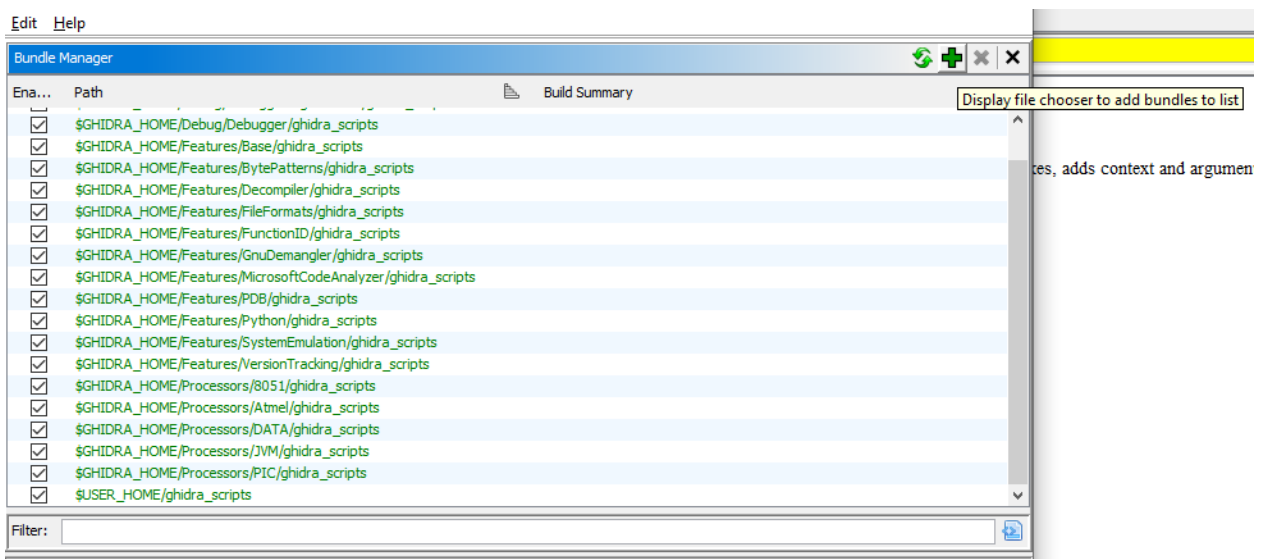 Edit Help
Bundle Manager
Ena... Path Build Summary
Display file chooser to add bundles to list
$GHIDRA_HOME/Debug/Debugger/ghidra_scripts
$GHIDRA_HOME/Features/Base/ghidra_scripts
$GHIDRA_HOME/Features/BytePatterns/ghidra_scripts
$GHIDRA_HOME/Features/Decompiler/ghidra_scripts
$GHIDRA_HOME/Features/FileFormats/ghidra_scripts
$GHIDRA_HOME/Features/FunctionID/ghidra_scripts
$GHIDRA_HOME/Features/GnuDemangler/ghidra_scripts
$GHIDRA_HOME/Features/MicrosoftCodeAnalyzer/ghidra_scripts
$GHIDRA_HOME/Features/PDB/ghidra_scripts
$GHIDRA_HOME/Features/Python/ghidra_scripts
$GHIDRA_HOME/Features/SystemEmulation/ghidra_scripts
$GHIDRA_HOME/Features/VersionTracking/ghidra_scripts
$GHIDRA_HOME/Processors/8051/ghidra_scripts
$GHIDRA_HOME/Processors/Atmel/ghidra_scripts
$GHIDRA_HOME/Processors/DATA/ghidra_scripts
$GHIDRA_HOME/Processors/JVM/ghidra_scripts
$GHIDRA_HOME/Processors/PIC/ghidra_scripts
$USER_HOME/ghidra_scripts
Filter:
adds context and argumen